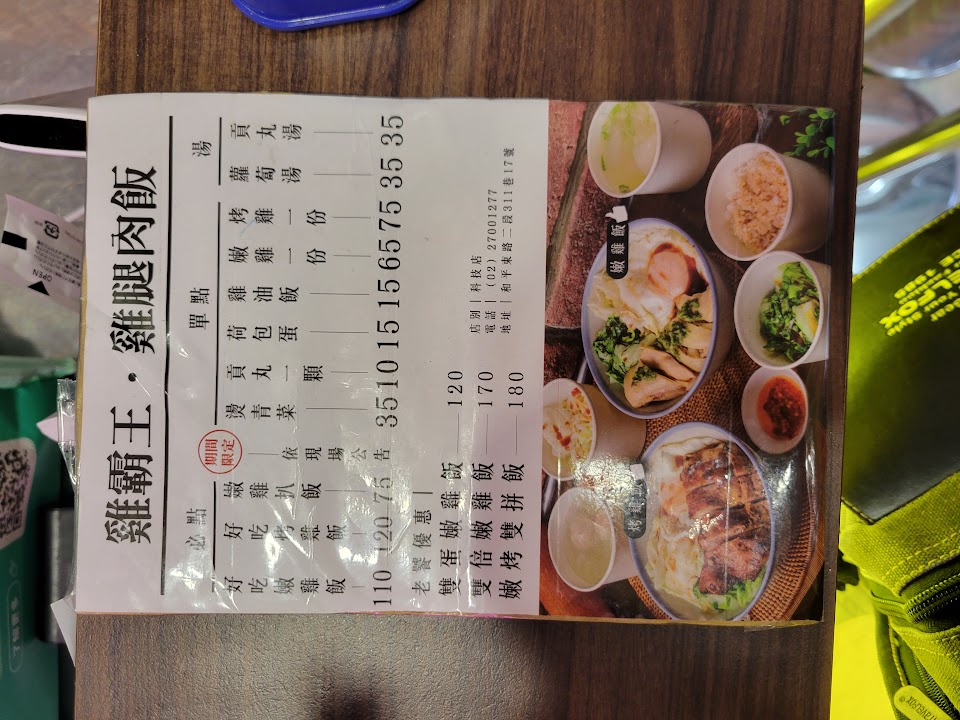 雞霸王．雞腿肉飯
必點
好吃嫩雞飯 110
好吃烤雞飯 120
嫩雞扒飯 75
期間限定
依現場公告
單點
燙青菜 35
貢丸一顆 10
荷包蛋 15
雞油飯 15
嫩雞一份 65
烤雞一份 75
湯
蘿蔔湯 35
貢丸湯 35
老饕優惠
雙蛋嫩雞飯 120
雙倍嫩雞飯 170
嫩烤雙拼飯 180
店別｜科技店
電話｜(02) 27001277
地址｜和平東路二段311巷17號
嫩雞飯
OPEN